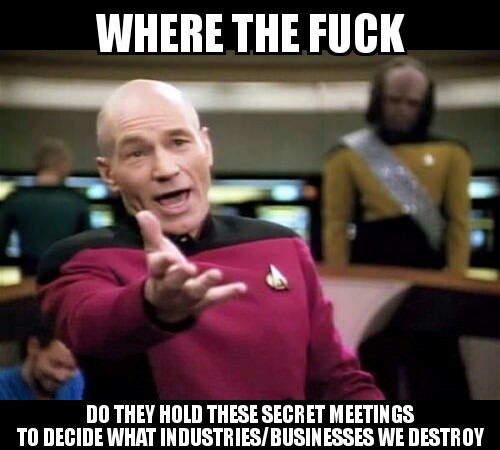 WHERE THE FUCK
DO THEY HOLD THESE SECRET MEETINGS
TO DECIDE WHAT INDUSTRIES/BUSINESSES WE DESTROY